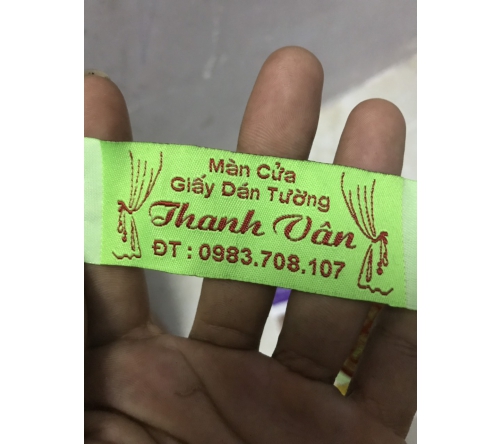 Màn Cửa
Giấy Dán Tường
Thanh Vân
ĐT : 0983.708.107